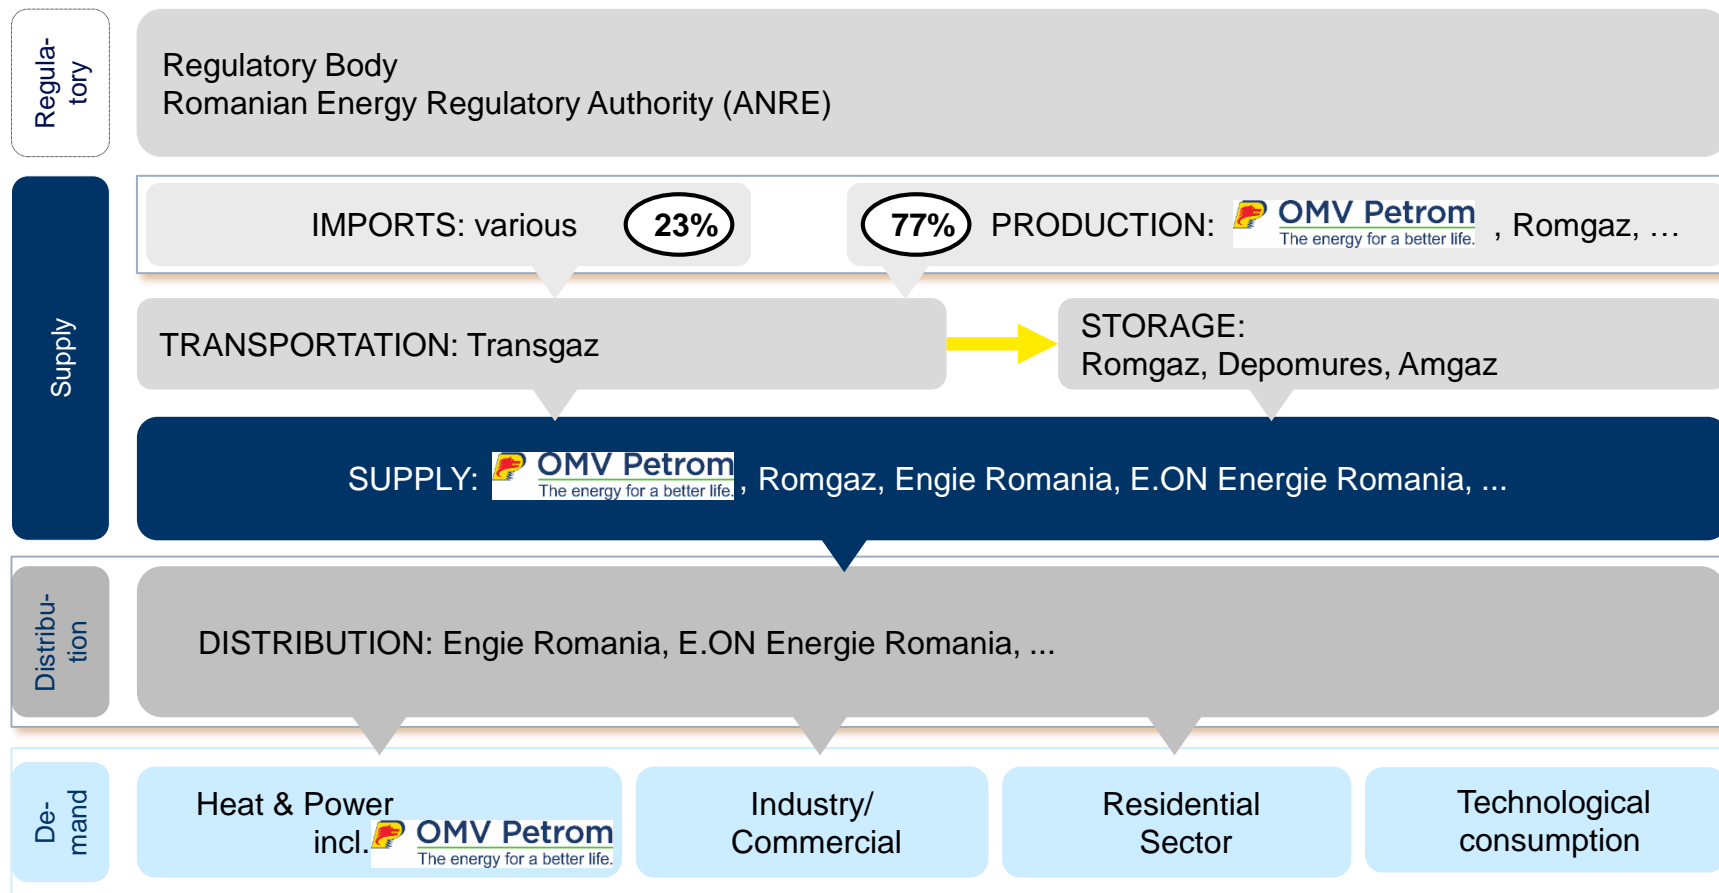 Regula-
tory
Regulatory Body
Romanian Energy Regulatory Authority (ANRE)
Supply
IMPORTS: various 23%
77% PRODUCTION: OMV Petrom , Romgaz, ...
The energy for a better life.
TRANSPORTATION: Transgaz
STORAGE:
Romgaz, Depomures, Amgaz
SUPPLY: OMV Petrom , Romgaz, Engie Romania, E.ON Energie Romania, ...
The energy for a better life.
Distribu-
tion
DISTRIBUTION: Engie Romania, E.ON Energie Romania, ...
De-
mand
Heat & Power
incl. OMV Petrom
The energy for a better life.
Industry/
Commercial
Residential
Sector
Technological
consumption